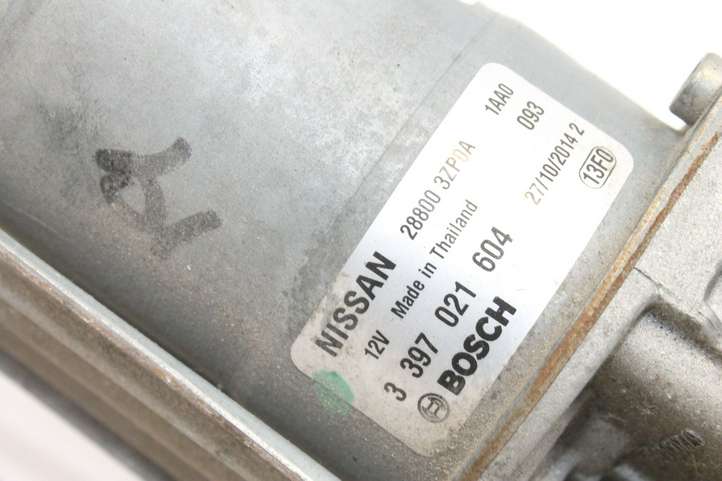 NISSAN 28800 3ZP0A 1AA0
12V Made in Thailand 093
3 397 021 604 27/10/2014 2
BOSCH 13F0